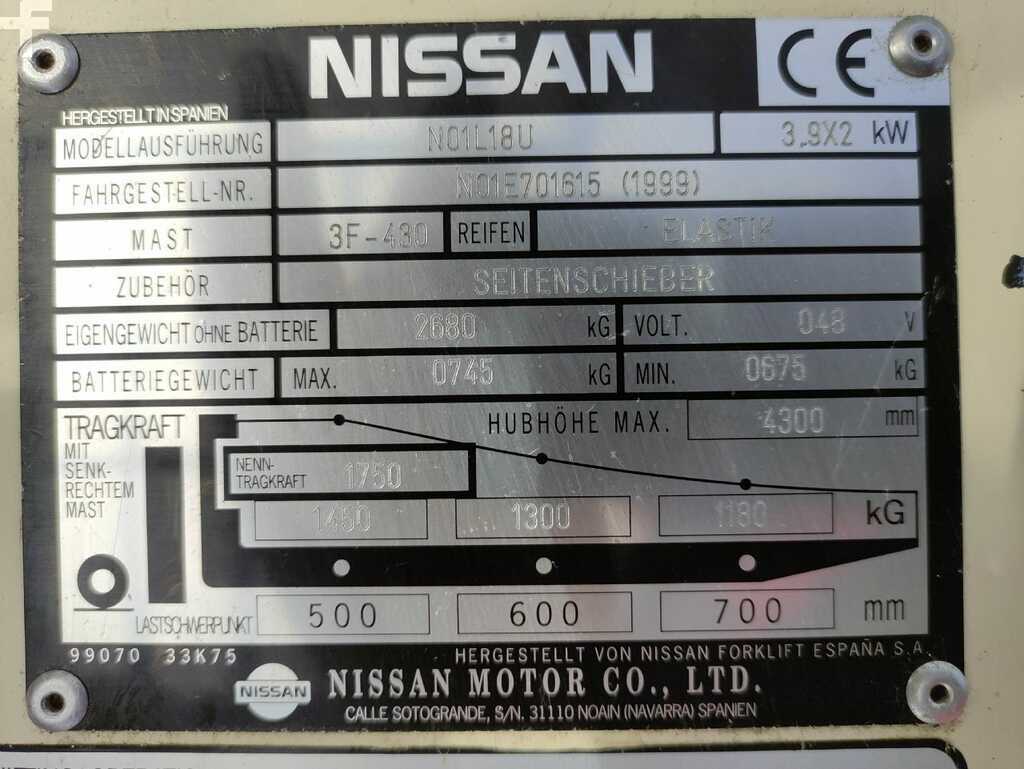 NISSAN CE
HERGESTELLT IN SPANIEN
MODELLAUSFÜHRUNG N01L18U 3,9X2 kW
FAHRGESTELL-NR. N01E701615 (1999)
MAST 3F-430 REIFEN ELASTIK
ZUBEHÖR SEITENSCHIEBER
EIGENGEWICHT OHNE BATTERIE 2680 kG VOLT. 048 V
BATTERIEGEWICHT MAX. 0745 kG MIN. 0675 kG
TRAGKRAFT HUBHÖHE MAX. 4300 mm
MIT
SENK-
RECHTEM
MAST
NENN-
TRAGKRAFT 1750
1450 1300 kG
LASTSCHWERPUNKT 500 600 700 mm
99070 33K75 HERGESTELLT VON NISSAN FORKLIFT ESPAÑA S.A.
NISSAN NISSAN MOTOR CO., LTD.
CALLE SOTOGRANDE, S/N. 31110 NOAIN (NAVARRA) SPANIEN